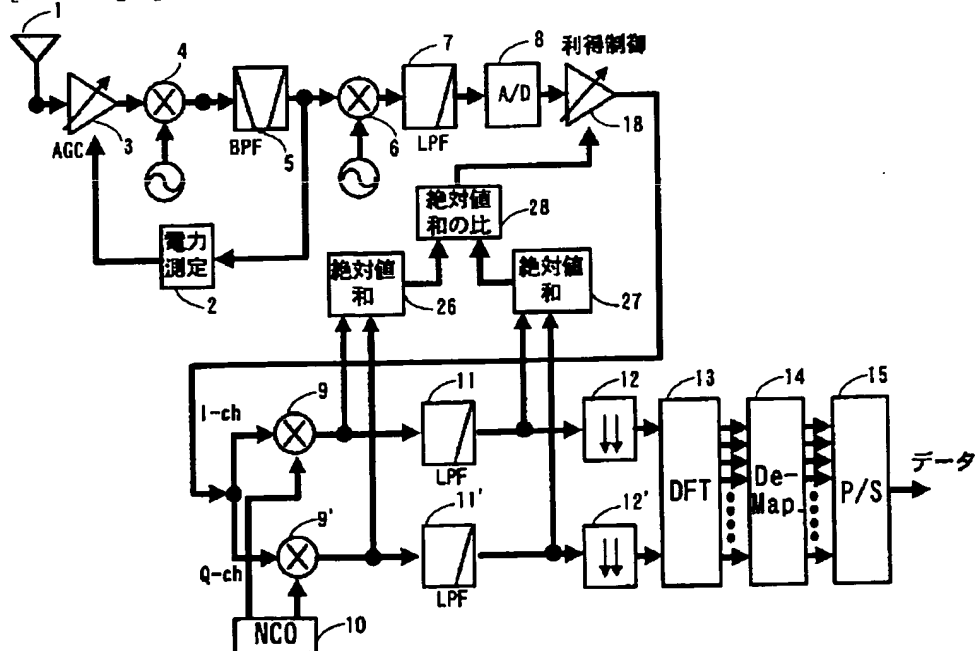 1
4
7
8
利得制御
A/D
3
AGC
BPF
5
6
LPF
18
絶対値
和の比
28
電力
測定
2
絶対値
和
26
絶対値
和
27
I-ch
9
11
LPF
12
13
14
15
Q-ch
9'
11'
LPF
12'
DFT
De-
Map.
P/S
データ
NCO
10